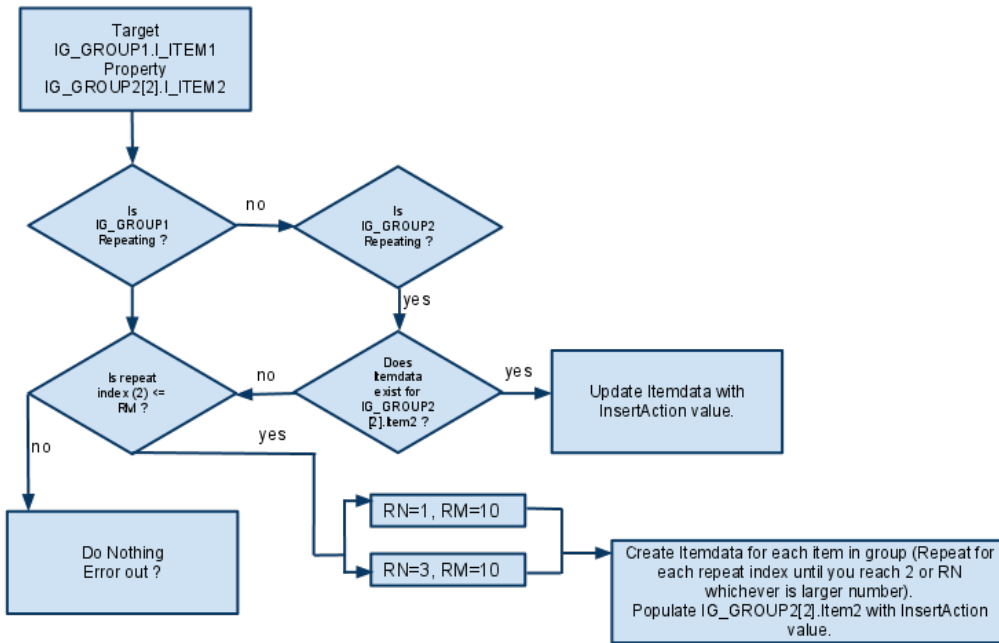 Target
IG_GROUP1.I_ITEM1
Property
IG_GROUP2[2].I_ITEM2
Is
IG_GROUP1
Repeating ?
no
Is
IG_GROUP2
Repeating ?
yes
Is repeat
index (2) <=
RM ?
no
Does
Itemdata
exist for
IG_GROUP2
[2].Item2 ?
yes
Update Itemdata with
InsertAction value.
no
yes
Do Nothing
Error out ?
RN=1, RM=10
RN=3, RM=10
Create Itemdata for each item in group (Repeat for
each repeat index until you reach 2 or RN
whichever is larger number).
Populate IG_GROUP2[2].Item2 with InsertAction
value.